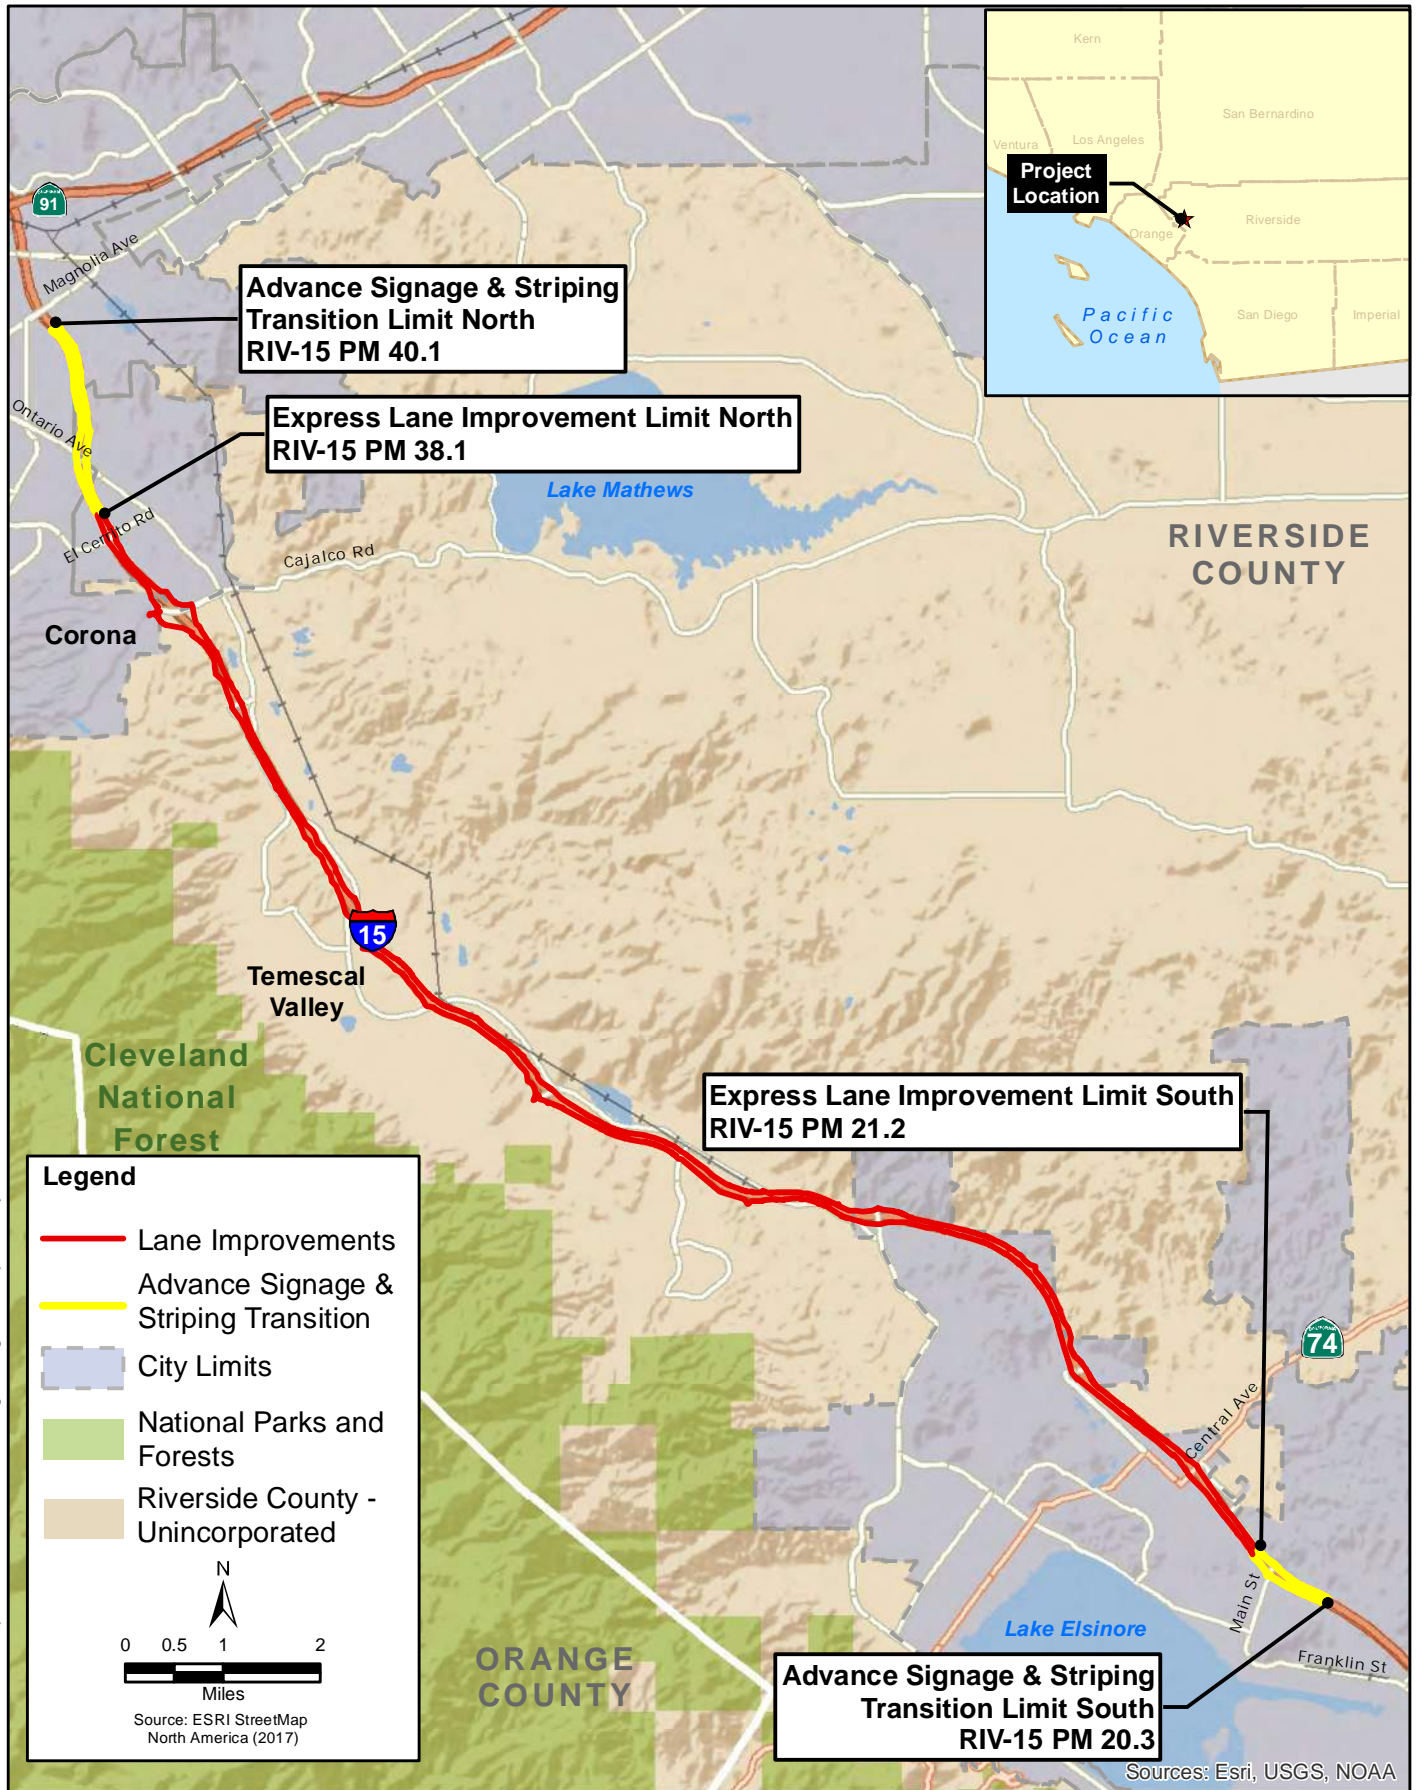 Kern
San Bernardino
Ventura
Los Angeles
Project
Location
Orange
Riverside
Pacific
Ocean
San Diego
Imperial
CALIFORNIA
91
Magnolia Ave
Advance Signage & Striping
Transition Limit North
RIV-15 PM 40.1
Ontario Ave
Express Lane Improvement Limit North
RIV-15 PM 38.1
Lake Mathews
El Cerrito Rd
Cajalco Rd
RIVERSIDE
COUNTY
Corona
15
Temescal
Valley
Cleveland
National
Forest
Express Lane Improvement Limit South
RIV-15 PM 21.2
CALIFORNIA
74
Central Ave
Main St
Lake Elsinore
Franklin St
ORANGE
COUNTY
Advance Signage & Striping
Transition Limit South
RIV-15 PM 20.3
Legend
Lane Improvements
Advance Signage &
Striping Transition
City Limits
National Parks and
Forests
Riverside County -
Unincorporated
N
0 0.5 1 2
Miles
Source: ESRI StreetMap
North America (2017)
Sources: Esri, USGS, NOAA